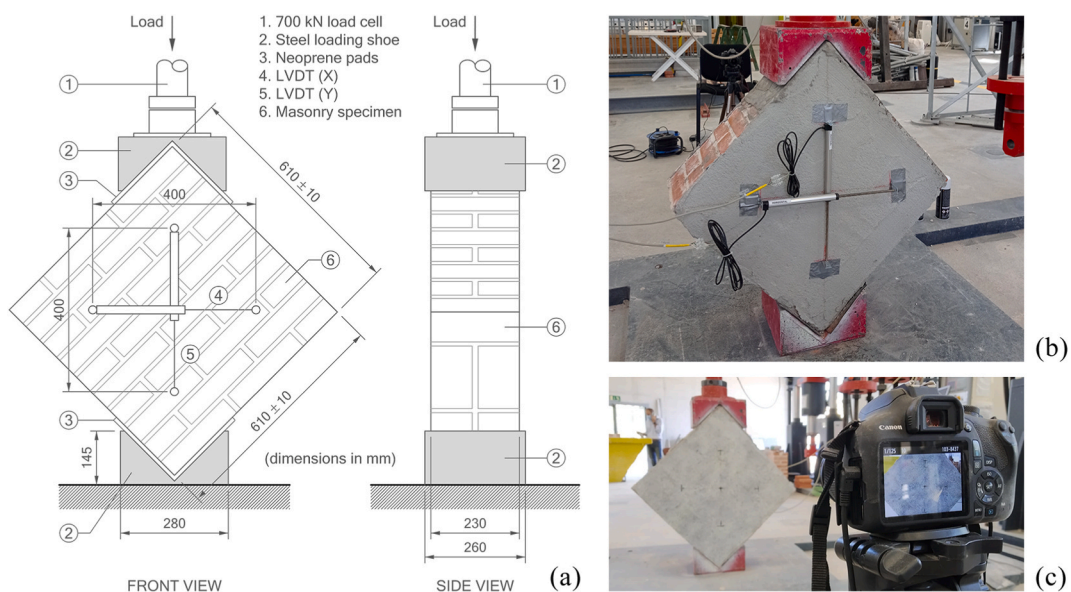 Load
1. 700 kN load cell
2. Steel loading shoe
3. Neoprene pads
4. LVDT (X)
5. LVDT (Y)
6. Masonry specimen
Load
1
1
2
2
3
400
610 ± 10
6
400
4
5
6
3
610 ± 10
145
(dimensions in mm)
2
2
280
230
260
FRONT VIEW
SIDE VIEW
(a)
(b)
Canon
(c)